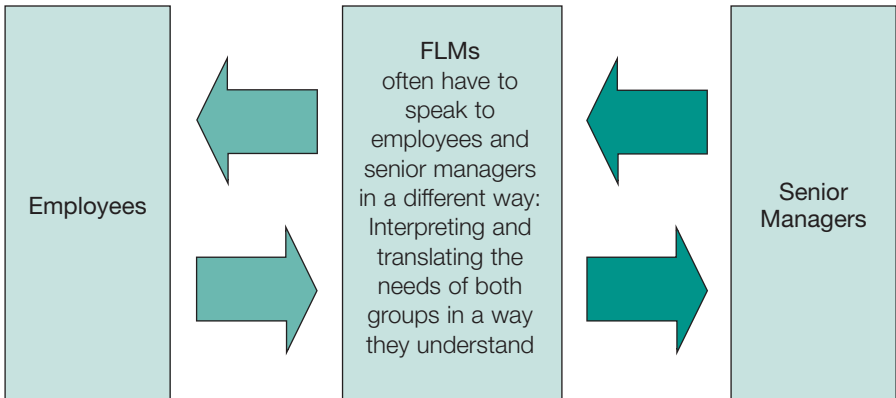 Employees
FLMs
often have to
speak to
employees and
senior managers
in a different way:
Interpreting and
translating the
needs of both
groups in a way
they understand
Senior
Managers